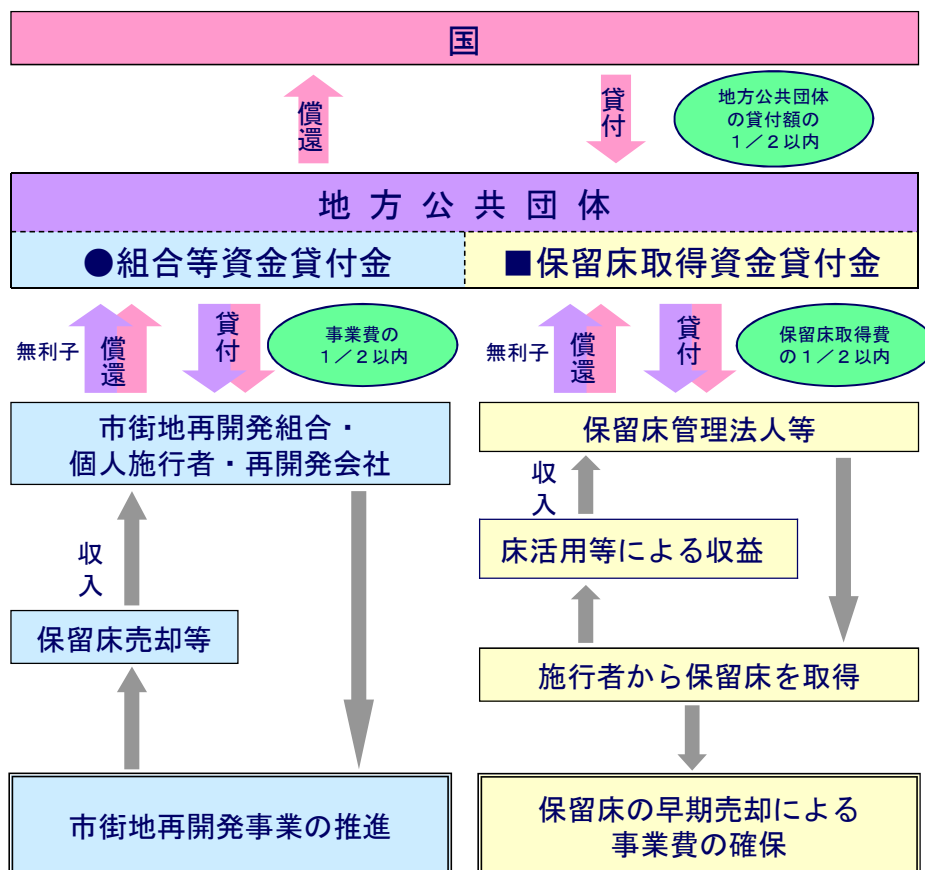 国
償還
貸付
地方公共団体
の貸付額の
１／２以内
地方公共団体
●組合等資金貸付金
■保留床取得資金貸付金
無利子
償還
貸付
事業費の
１／２以内
無利子
償還
貸付
保留床取得費
の１／２以内
市街地再開発組合・
個人施行者・再開発会社
保留床管理法人等
収入
床活用等による収益
収入
保留床売却等
施行者から保留床を取得
市街地再開発事業の推進
保留床の早期売却による
事業費の確保